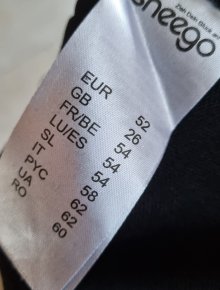 sheego
EUR 52
GB 26
FR/BE 54
LU/ES 54
SL 54
IT 58
PYC 62
UA 62
RO 60